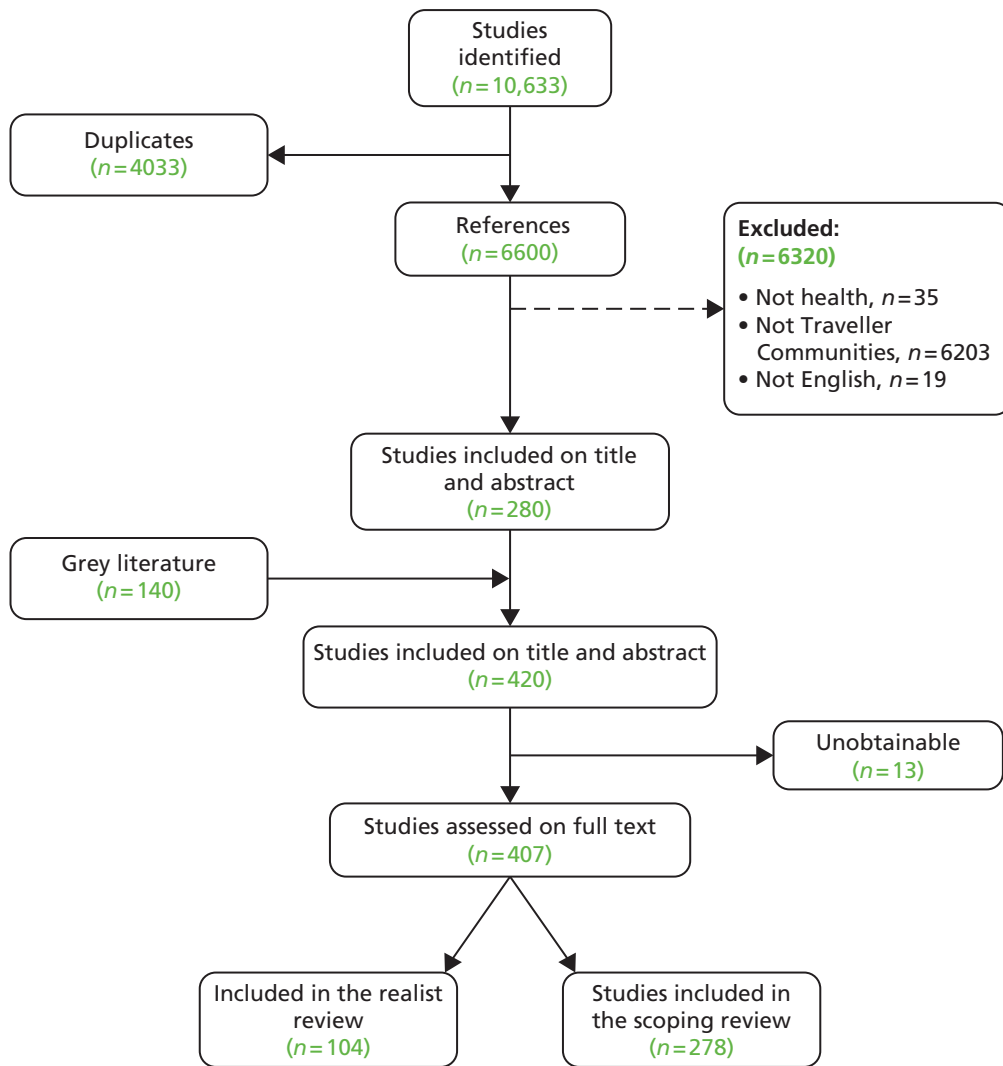 Studies
identified
(n=10,633)
Duplicates
(n=4033)
References
(n=6600)
Excluded:
(n=6320)
• Not health, n=35
• Not Traveller
Communities, n=6203
• Not English, n=19
Studies included on title
and abstract
(n=280)
Grey literature
(n=140)
Studies included on title and abstract
(n=420)
Unobtainable
(n=13)
Studies assessed on full text
(n=407)
Included in the realist
review
(n=104)
Studies included in
the scoping review
(n=278)